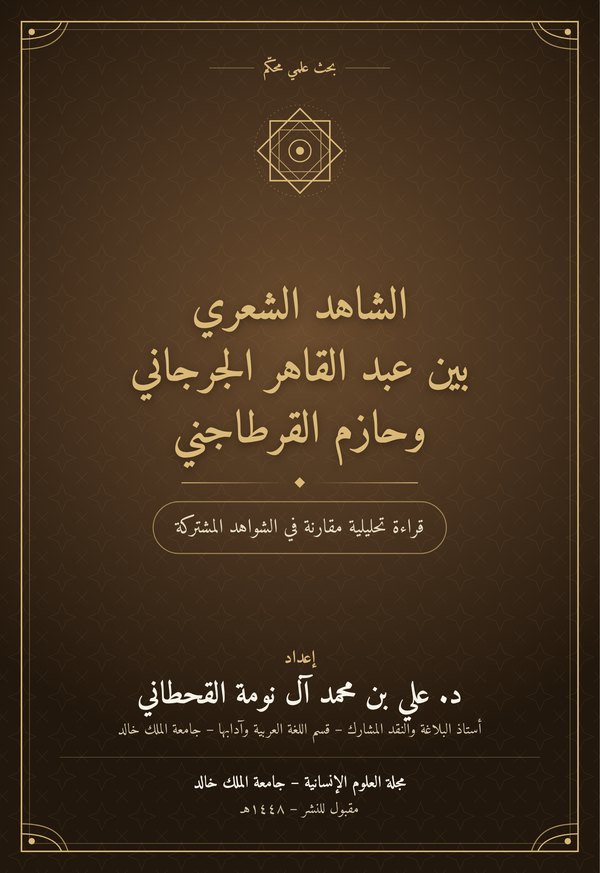 بحث علمي محكّم
الشاهد الشعري
بين عبد القاهر الجرجاني
وحازم القرطاجني
قراءة تحليلية مقارنة في الشواهد المشتركة
إعداد
د. علي بن محمد آل نومة القحطاني
أستاذ البلاغة والنقد المشارك – قسم اللغة العربية وآدابها – جامعة الملك خالد
مجلة العلوم الإنسانية – جامعة الملك خالد
مقبول للنشر – ١٤٤٨هـ